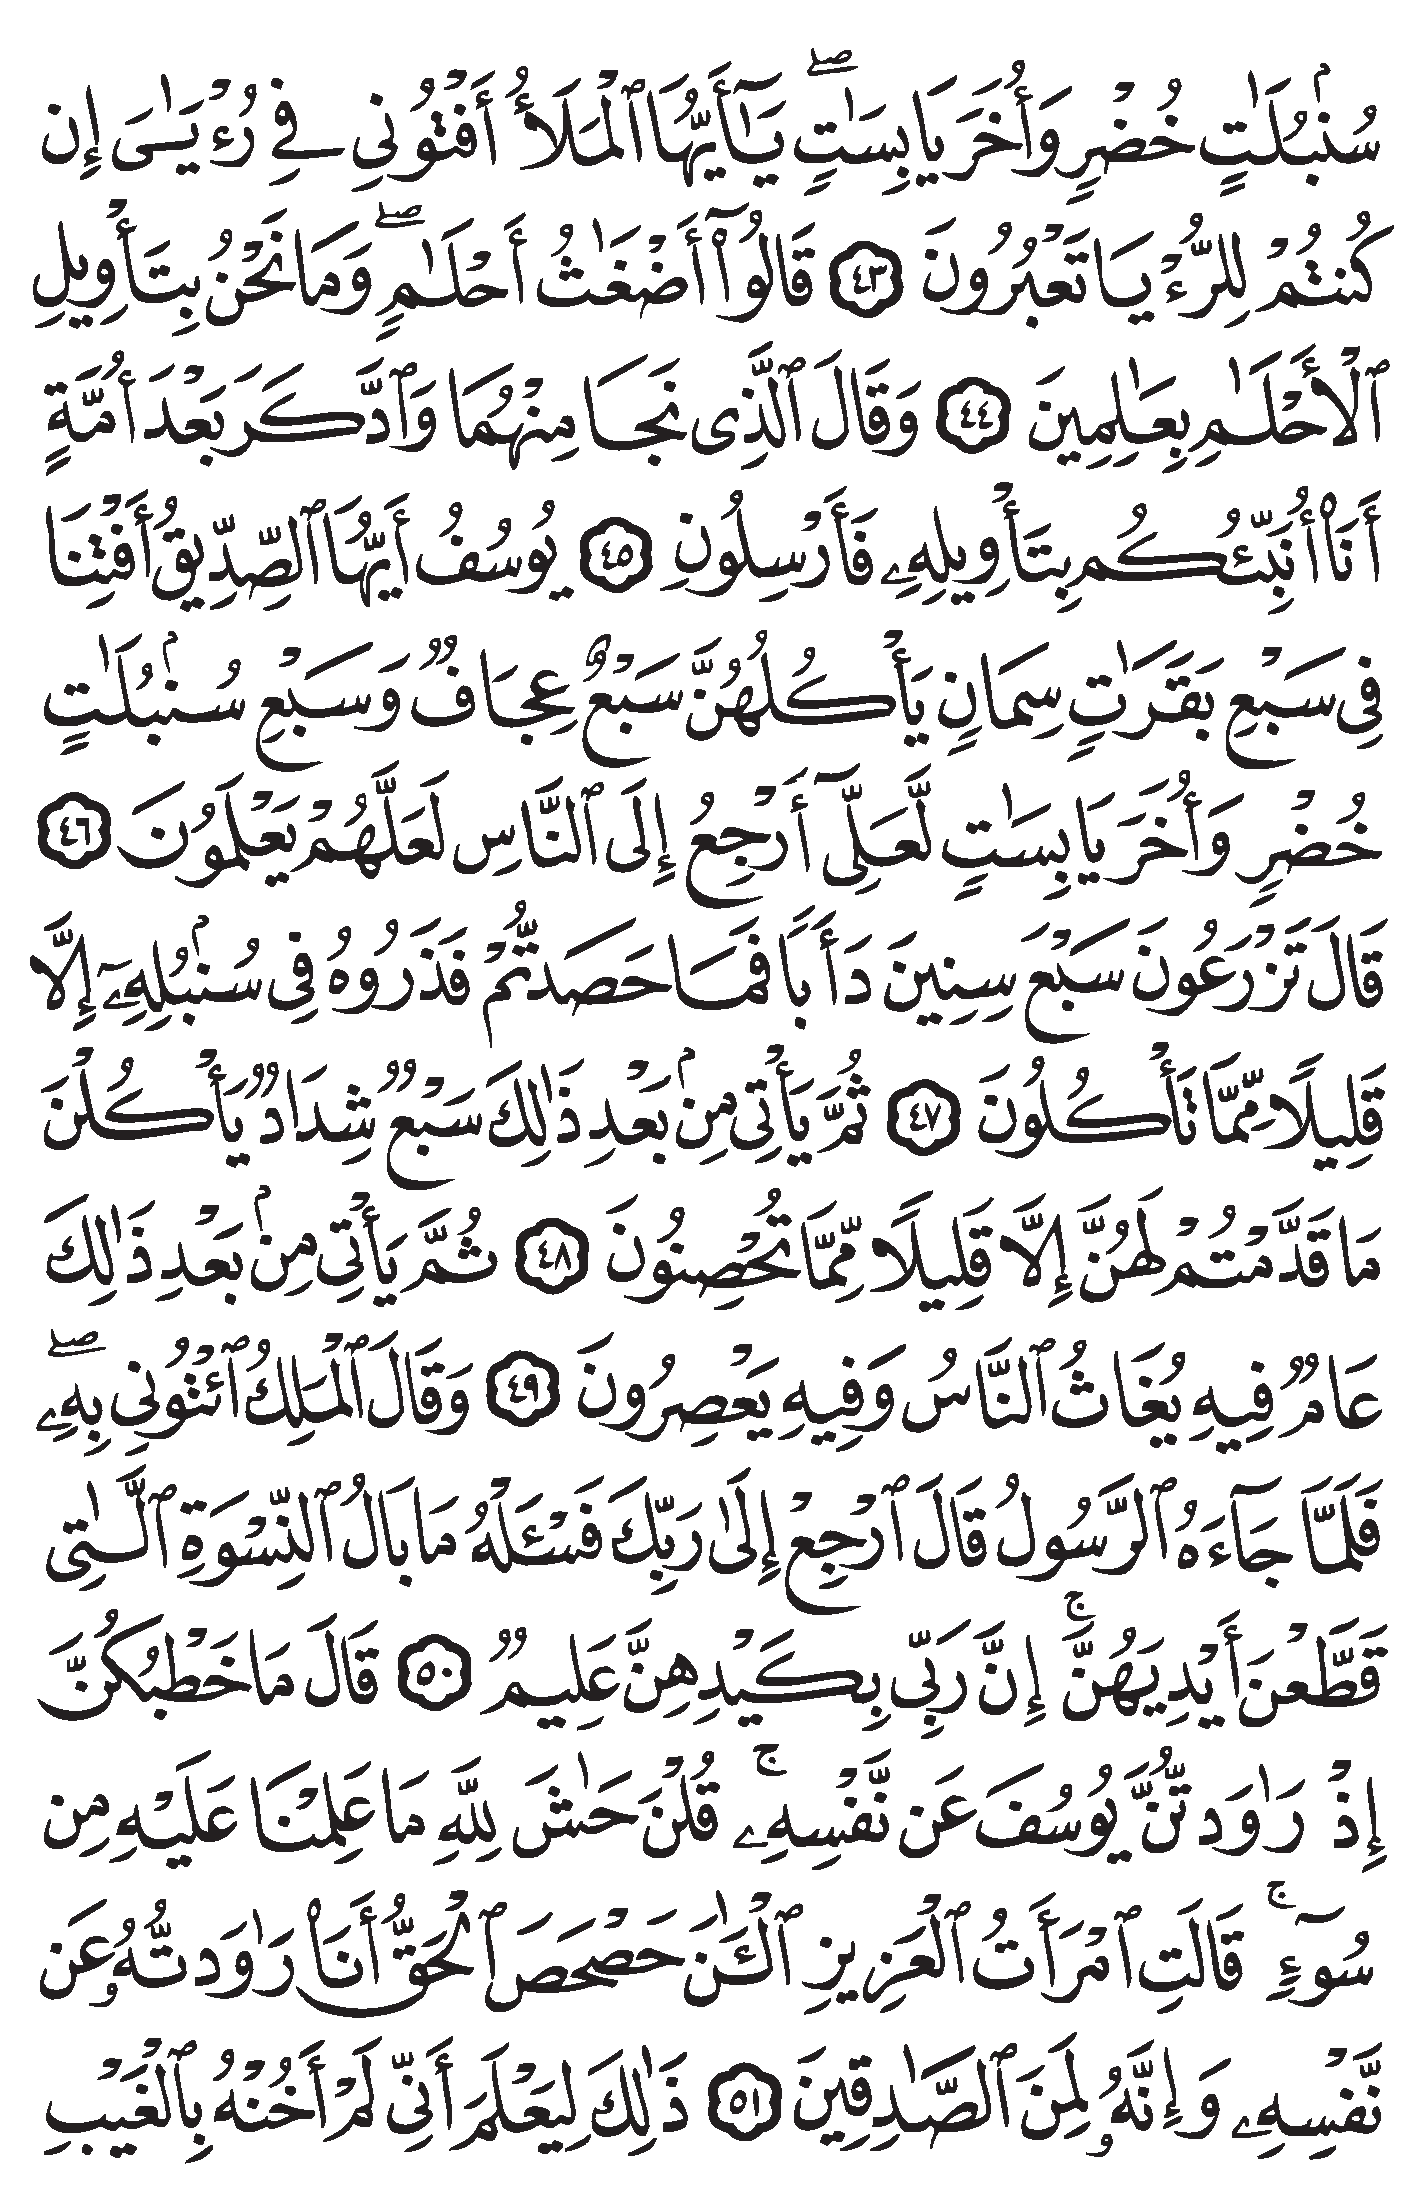 سُنۢبُلَٰتٍ خُضْرٍ وَأُخَرَ يَابِسَٰتٍۖ يَٰٓأَيُّهَا ٱلْمَلَأُ أَفْتُونِي فِي رُءْيَٰيَ إِن
كُنتُمْ لِلرُّءْيَا تَعْبُرُونَ ٤٣ قَالُوٓا۟ أَضْغَٰثُ أَحْلَٰمٍۖ وَمَا نَحْنُ بِتَأْوِيلِ
ٱلْأَحْلَٰمِ بِعَٰلِمِينَ ٤٤ وَقَالَ ٱلَّذِى نَجَا مِنْهُمَا وَٱدَّكَرَ بَعْدَ أُمَّةٍ
أَنَا۠ أُنَبِّئُكُم بِتَأْوِيلِهِۦ فَأَرْسِلُونِ ٤٥ يُوسُفُ أَيُّهَا ٱلصِّدِّيقُ أَفْتِنَا
فِى سَبْعِ بَقَرَٰتٍ سِمَانٍ يَأْكُلُهُنَّ سَبْعٌ عِجَافٌ وَسَبْعِ سُنۢبُلَٰتٍ
خُضْرٍ وَأُخَرَ يَابِسَٰتٍ لَّعَلِّىٓ أَرْجِعُ إِلَى ٱلنَّاسِ لَعَلَّهُمْ يَعْلَمُونَ ٤٦
قَالَ تَزْرَعُونَ سَبْعَ سِنِينَ دَأَبًا فَمَا حَصَدتُّمْ فَذَرُوهُ فِى سُنۢبُلِهِۦٓ إِلَّا
قَلِيلًا مِّمَّا تَأْكُلُونَ ٤٧ ثُمَّ يَأْتِى مِنۢ بَعْدِ ذَٰلِكَ سَبْعٌ شِدَادٌ يَأْكُلْنَ
مَا قَدَّمْتُمْ لَهُنَّ إِلَّا قَلِيلًا مِّمَّا تُحْصِنُونَ ٤٨ ثُمَّ يَأْتِى مِنۢ بَعْدِ ذَٰلِكَ
عَامٌ فِيهِ يُغَاثُ ٱلنَّاسُ وَفِيهِ يَعْصِرُونَ ٤٩ وَقَالَ ٱلْمَلِكُ ٱئْتُونِي بِهِۦۖ
فَلَمَّا جَآءَهُ ٱلرَّسُولُ قَالَ ٱرْجِعْ إِلَىٰ رَبِّكَ فَسْـَٔلْهُ مَا بَالُ ٱلنِّسْوَةِ ٱلَّٰتِى
قَطَّعْنَ أَيْدِيَهُنَّۚ إِنَّ رَبِّى بِكَيْدِهِنَّ عَلِيمٌ ٥٠ قَالَ مَا خَطْبُكُنَّ
إِذْ رَٰوَدتُّنَّ يُوسُفَ عَن نَّفْسِهِۦۚ قُلْنَ حَٰشَ لِلَّهِ مَا عَلِمْنَا عَلَيْهِ مِن
سُوٓءٍۚ قَالَتِ ٱمْرَأَتُ ٱلْعَزِيزِ ٱلْـَٰٔنَ حَصْحَصَ ٱلْحَقُّ أَنَا۠ رَٰوَدتُّهُۥ عَن
نَّفْسِهِۦ وَإِنَّهُۥ لَمِنَ ٱلصَّٰدِقِينَ ٥١ ذَٰلِكَ لِيَعْلَمَ أَنِّى لَمْ أَخُنْهُ بِٱلْغَيْبِ